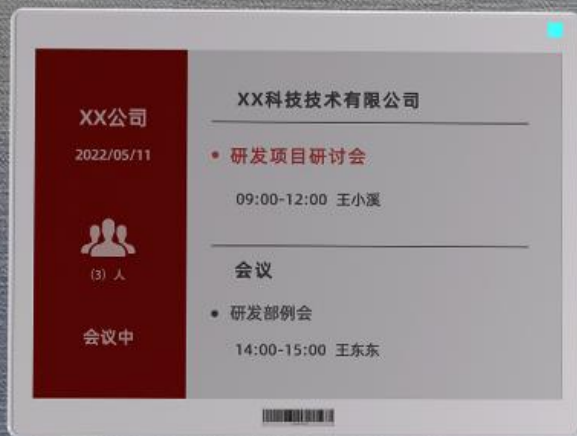 XX公司
2022/05/11
(3) 人
会议中
XX科技技术有限公司
• 研发项目研讨会
09:00-12:00 王小溪
会议
• 研发部例会
14:00-15:00 王东东